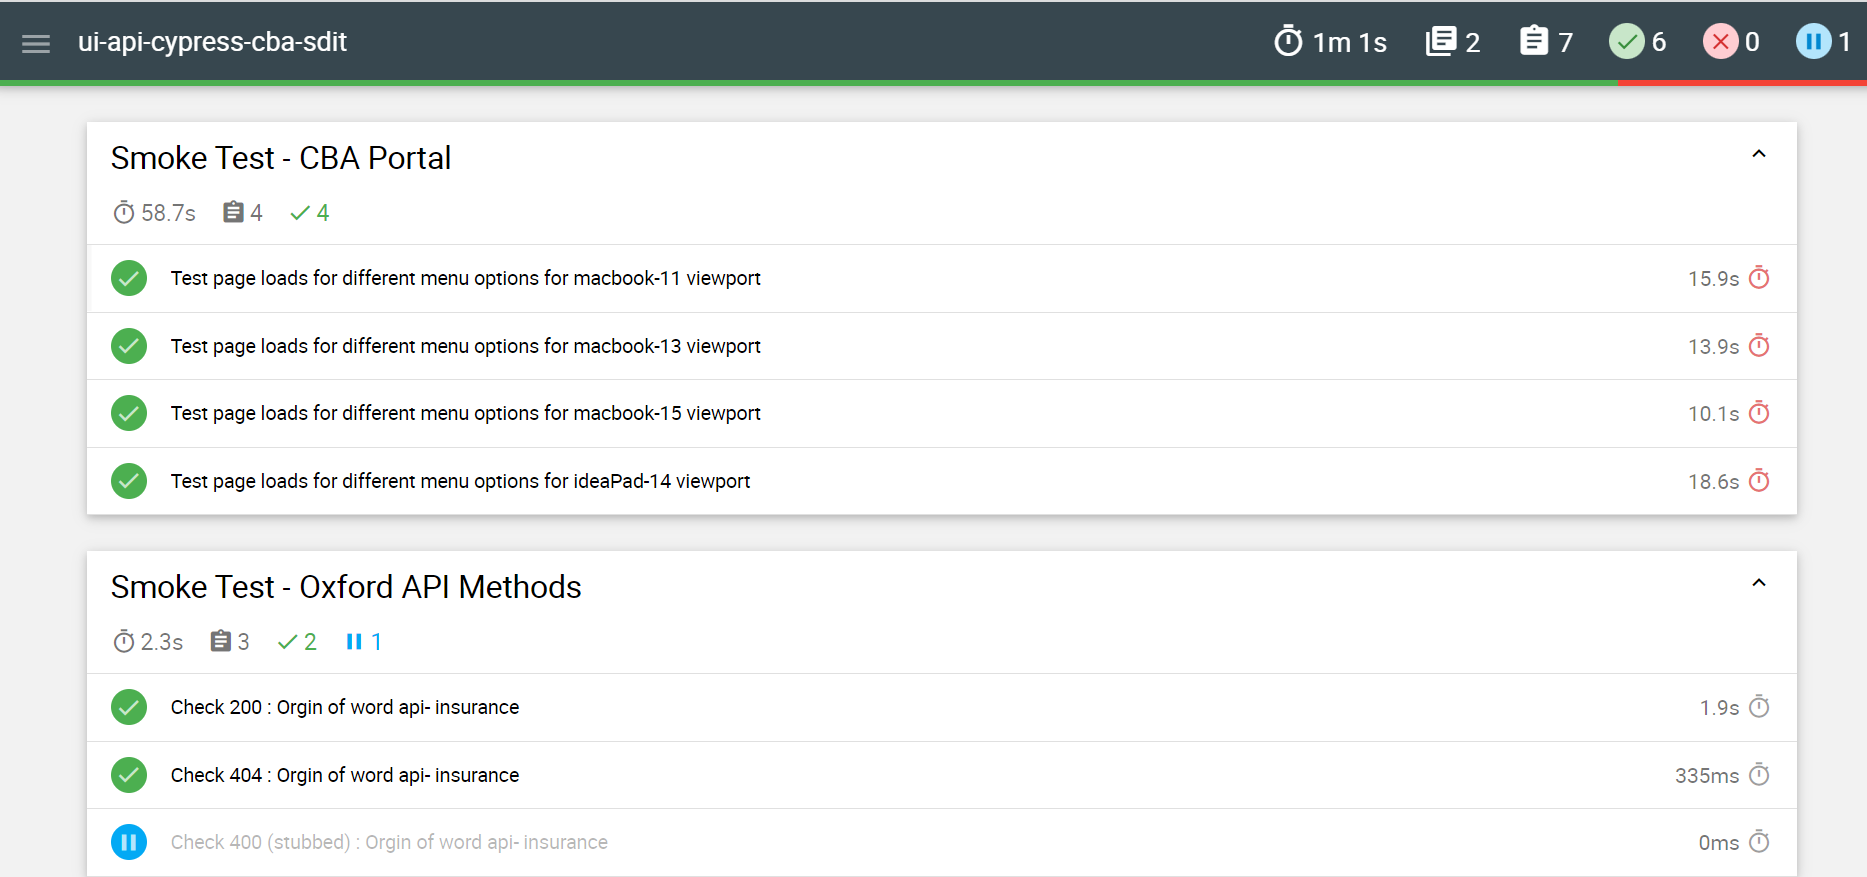 ui-api-cypress-cba-sdit 1m 1s 2 7 6 0 1
Smoke Test - CBA Portal
58.7s 4 4
Test page loads for different menu options for macbook-11 viewport 15.9s
Test page loads for different menu options for macbook-13 viewport 13.9s
Test page loads for different menu options for macbook-15 viewport 10.1s
Test page loads for different menu options for ideaPad-14 viewport 18.6s
Smoke Test - Oxford API Methods
2.3s 3 2 1
Check 200 : Orgin of word api- insurance 1.9s
Check 404 : Orgin of word api- insurance 335ms
Check 400 (stubbed) : Orgin of word api- insurance 0ms